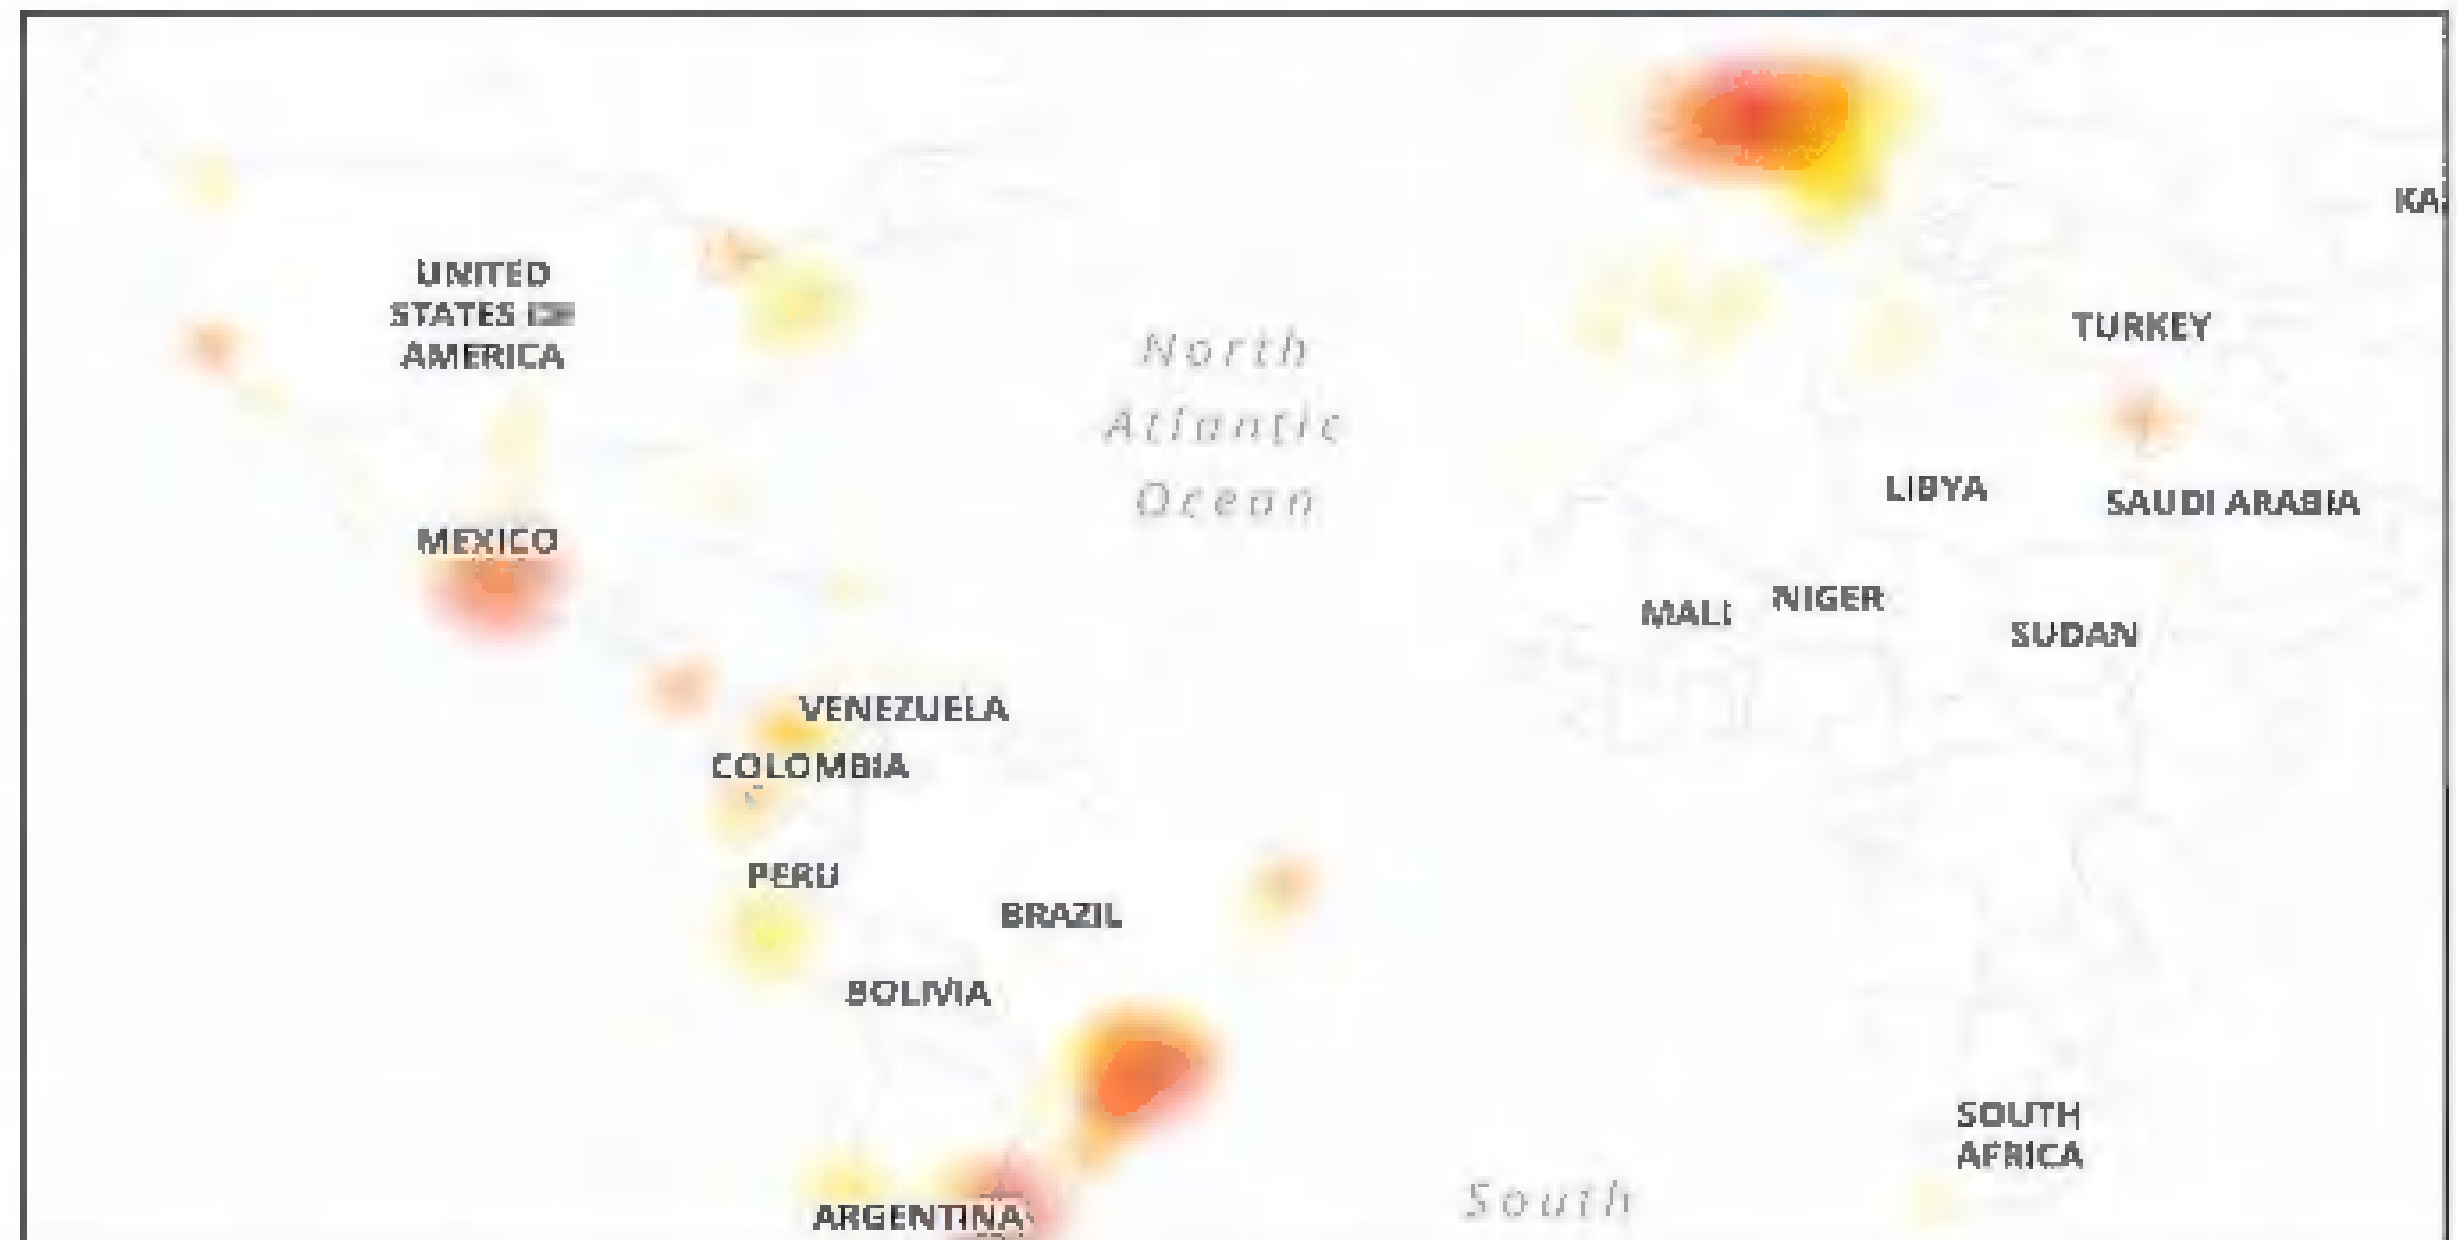 KA
UNITED
STATES OF
AMERICA
TURKEY
North
Atlantic
Ocean
LIBYA
SAUDI ARABIA
MEXICO
NIGER
MALI
SUDAN
VENEZUELA
COLOMBIA
PERU
BRAZIL
BOLIVIA
SOUTH
AFRICA
South
ARGENTINA